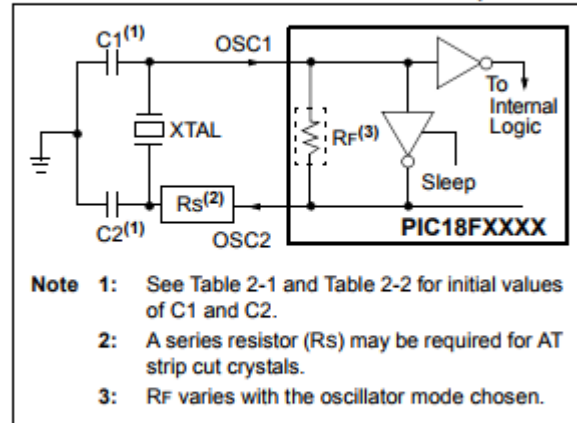 C1(1)
OSC1
To
Internal
Logic
XTAL
RF(3)
Sleep
C2(1)
Rs(2)
OSC2
PIC18FXXXX
Note 1: See Table 2-1 and Table 2-2 for initial values
of C1 and C2.
2: A series resistor (Rs) may be required for AT
strip cut crystals.
3: RF varies with the oscillator mode chosen.